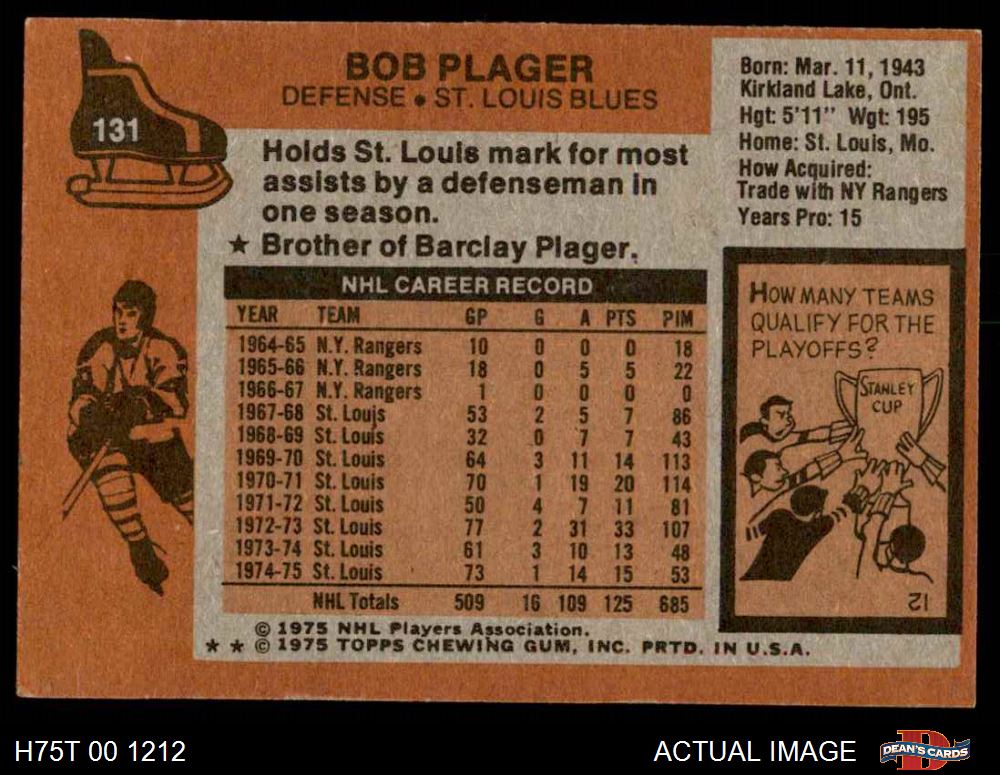 BOB PLAGER
DEFENSE • ST. LOUIS BLUES
131
Holds St. Louis mark for most
assists by a defenseman in
one season.
★ Brother of Barclay Plager.
Born: Mar. 11, 1943
Kirkland Lake, Ont.
Hgt: 5'11" Wgt: 195
Home: St. Louis, Mo.
How Acquired:
Trade with NY Rangers
Years Pro: 15
NHL CAREER RECORD
YEAR TEAM GP G A PTS PIM
1964-65 N.Y. Rangers 10 0 0 0 18
1965-66 N.Y. Rangers 18 0 5 5 22
1966-67 N.Y. Rangers 1 0 0 0 0
1967-68 St. Louis 53 2 5 7 86
1968-69 St. Louis 32 0 7 7 43
1969-70 St. Louis 64 3 11 14 113
1970-71 St. Louis 70 1 19 20 114
1971-72 St. Louis 50 4 7 11 81
1972-73 St. Louis 77 2 31 33 107
1973-74 St. Louis 61 3 10 13 48
1974-75 St. Louis 73 1 14 15 53
NHL Totals 509 16 109 125 685
© 1975 NHL Players Association.
★ ★ © 1975 TOPPS CHEWING GUM, INC. PRTD. IN U.S.A.
HOW MANY TEAMS
QUALIFY FOR THE
PLAYOFFS?
STANLEY
CUP
12
H75T 00 1212
ACTUAL IMAGE
DEAN'S CARDS